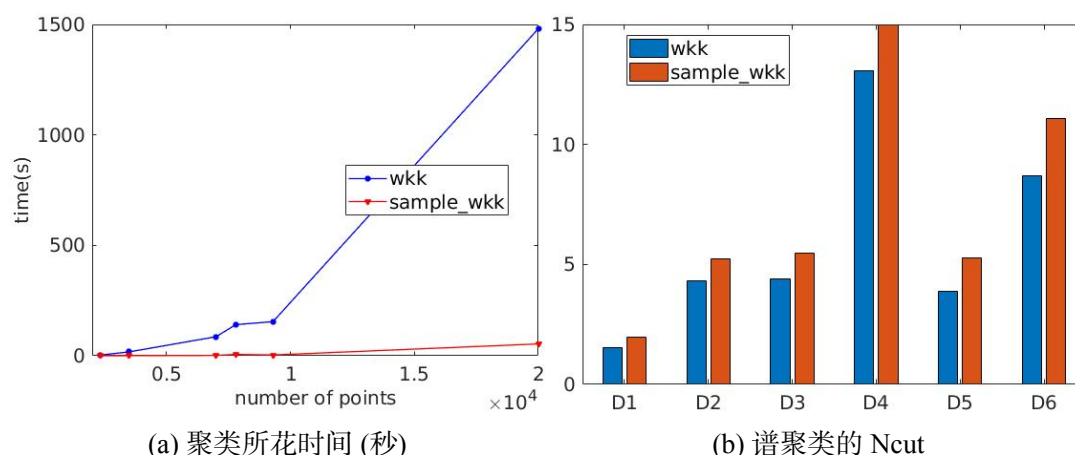 1500
1000
500
0
time(s)
wkk
sample_wkk
0.5
1
1.5
2
number of points
×10⁴
(a) 聚类所花时间 (秒)
15
10
5
0
wkk
sample_wkk
D1
D2
D3
D4
D5
D6
(b) 谱聚类的 Ncut